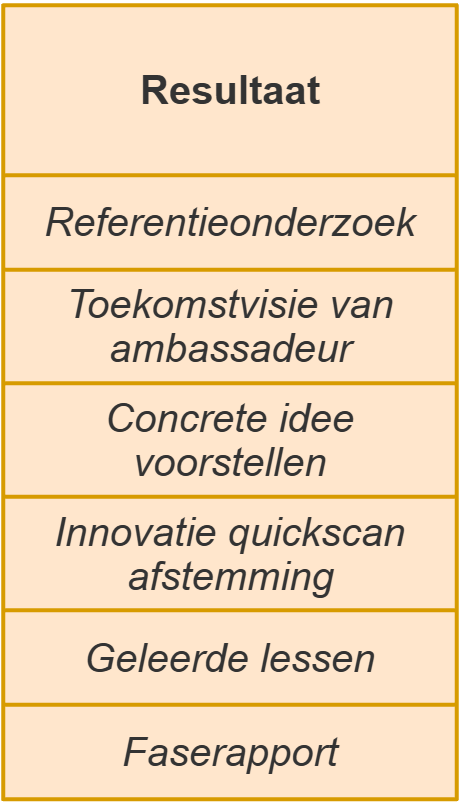 Resultaat
Referentieonderzoek
Toekomstvisie van
ambassadeur
Concrete idee
voorstellen
Innovatie quickscan
afstemming
Geleerde lessen
Faserapport